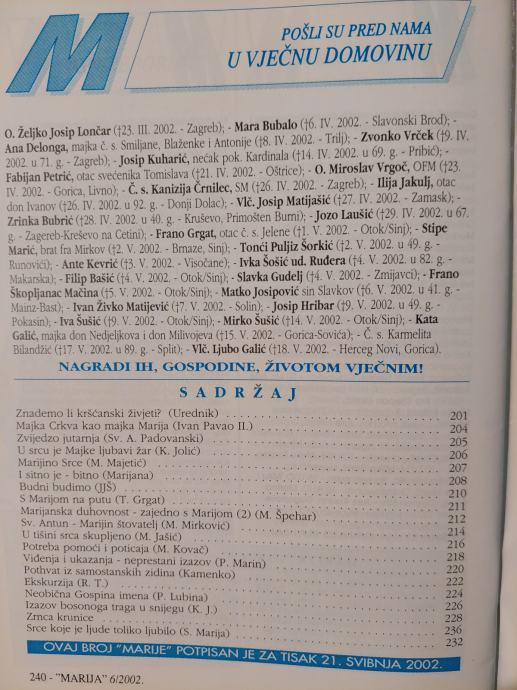 M
POŠLI SU PRED NAMA
U VJEČNU DOMOVINU
O. Željko Josip Lončar (†23. III. 2002. - Zagreb); - Mara Bubalo (†6. IV. 2002. - Slavonski Brod); -
Ana Delonga, majka č. s. Smiljane, Blaženke i Antonije (†8. IV. 2002. - Trilj); - Zvonko Vrček (†9. IV.
2002. u 71. g. - Zagreb); - Josip Kuharić, nećak pok. Kardinala (†14. IV. 2002. u 69. g. - Pribić); -
Fabijan Petrić, otac svećenika Tomislava (†21. IV. 2002. - Oštrice); - O. Miroslav Vrgoč, OFM (†23.
IV. 2002. - Gorica, Livno); - Č. s. Kanizija Črnilec, SM (†26. IV. 2002. - Zagreb); - Ilija Jakulj, otac
don Ivanov (†26. IV. 2002. u 92. g. - Donji Dolac); - Vlč. Josip Matijašić (†27. IV. 2002. - Zamask); -
Zrinka Bubrić (†28. IV. 2002. u 40. g. - Kruševo, Primošten Burni); - Jozo Laušić (†29. IV. 2002. u 67.
g. - Zagereb-Kreševo na Cetini); - Frano Grgat, otac č. s. Jelene (†1. V. 2002. - Otok/Sinj); - Stipe
Marić, brat fra Mirkov (†2. V. 2002. - Brnaze, Sinj); - Tonći Puljiz Šorkić (†2. V. 2002. u 49. g. -
Runovići); - Ante Kevrić (†3. V. 2002. - Visočane); - Ivka Šošić ud. Ruđera (†4. V. 2002. u 82. g. -
Makarska); - Filip Bašić (†4. V. 2002. - Otok/Sinj); - Slavka Gudelj (†4. V. 2002. - Zmijavci); - Frano
Škopljanac Mačina (†5. V. 2002. - Otok/Sinj); - Matko Josipović sin Slavkov (†6. V. 2002. u 41. g. -
Mainz-Bast); - Ivan Živko Matijević (†7. V. 2002. - Solin); - Josip Hribar (†9. V. 2002. u 49. g. -
Pokasin); - Iva Šušić (†9. V. 2002. - Otok/Sinj); - Mirko Šušić (†14. V. 2002. - Otok/Sinj); - Kata
Galić, majka don Nedjeljkova i don Milivojeva (†15. V. 2002. - Gorica-Sovići); - Č. s. Karmelita
Bilandžić (†17. V. 2002. u 89. g. - Split); - Vlč. Ljubo Galić (†18. V. 2002. - Herceg Novi, Gorica).
NAGRADI IH, GOSPODINE, ŽIVOTOM VJEČNIM!
SADRŽAJ
Znademo li kršćanski živjeti? (Urednik) 201
Majka Crkva kao majka Marija (Ivan Pavao II.) 204
Zvijezdo jutarnja (Sv. A. Padovanski) 205
U srcu je Majke ljubavi žar (K. Jolić) 206
Marijino Srce (M. Majetić) 207
I sitno je - bitno (Marijana) 208
Budni budimo (JJŠ) 210
S Marijom na putu (T. Grgat) 211
Marijanska duhovnost - zajedno s Marijom (2) (M. Špehar) 212
Sv. Antun - Marijin štovatelj (M. Mirković) 214
U tišini srca skupljeno (M. Jašić) 216
Potreba pomoći i poticaja (M. Kovač) 218
Viđenja i ukazanja - neprestani izazov (P. Marin) 220
Pothvat iz samostanskih zidina (Kamenko) 222
Ekskurzija (R. T.) 224
Neobična Gospina imena (P. Lubina) 226
Izazov bosonoga traga u snijegu (K. J.) 228
Zrnca krunice 236
Srce koje je ljude toliko ljubilo (S. Marija) 232
OVAJ BROJ "MARIJE" POTPISAN JE ZA TISAK 21. SVIBNJA 2002.
240 - "MARIJA" 6/2002.